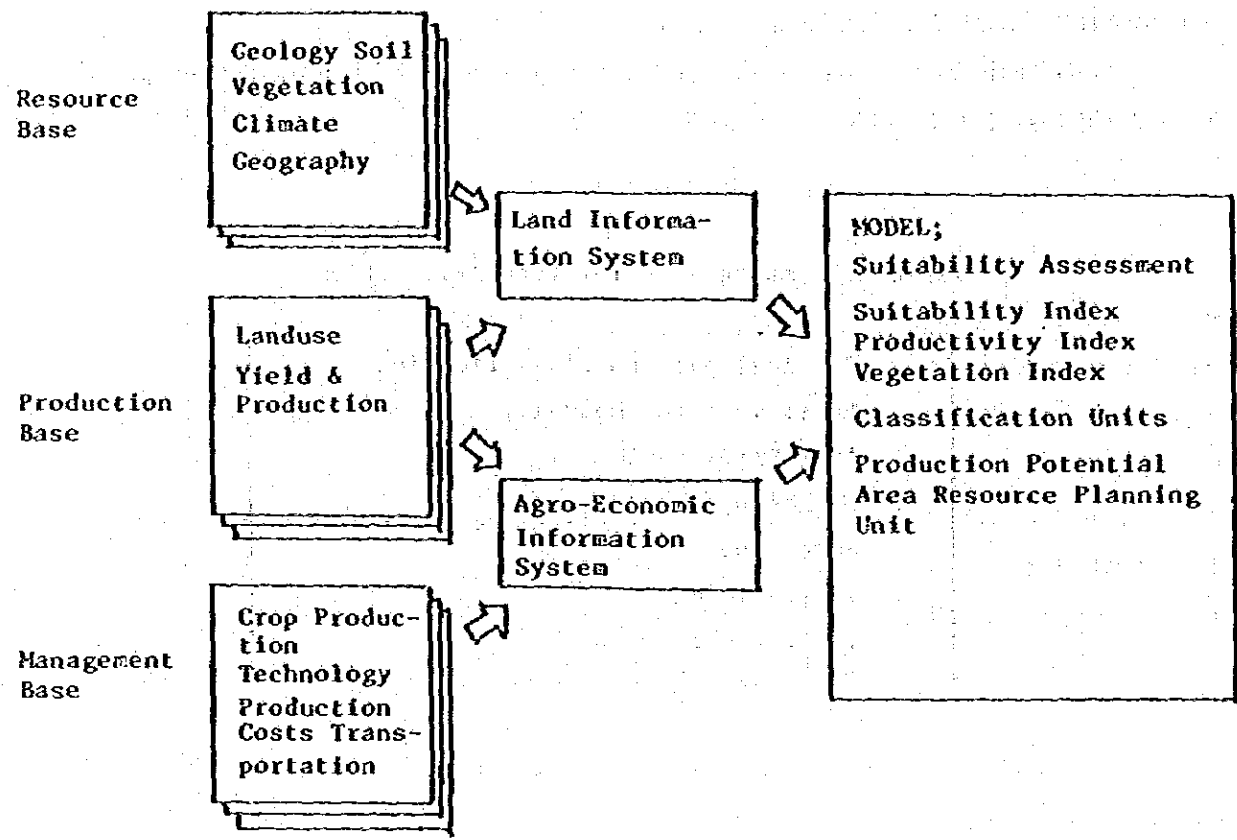 Resource
Base
Geology Soil
Vegetation
Climate
Geography
Land Informa-
tion System
Production
Base
Landuse
Yield &
Production
Agro-Economic
Information
System
Management
Base
Crop Produc-
tion
Technology
Production
Costs Trans-
portation
MODEL;
Suitability Assessment
Suitability Index
Productivity Index
Vegetation Index
Classification Units
Production Potential
Area Resource Planning
Unit